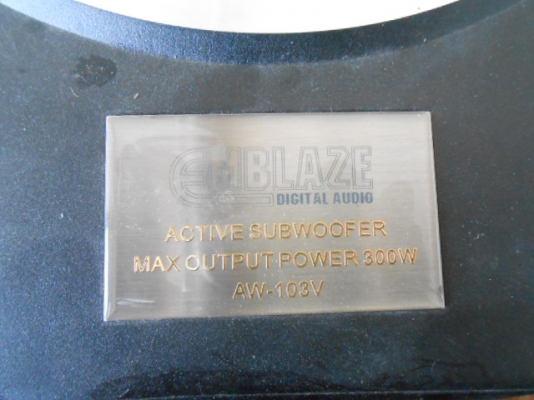 BLAZE
DIGITAL AUDIO
ACTIVE SUBWOOFER
MAX OUTPUT POWER 300W
AW-103V